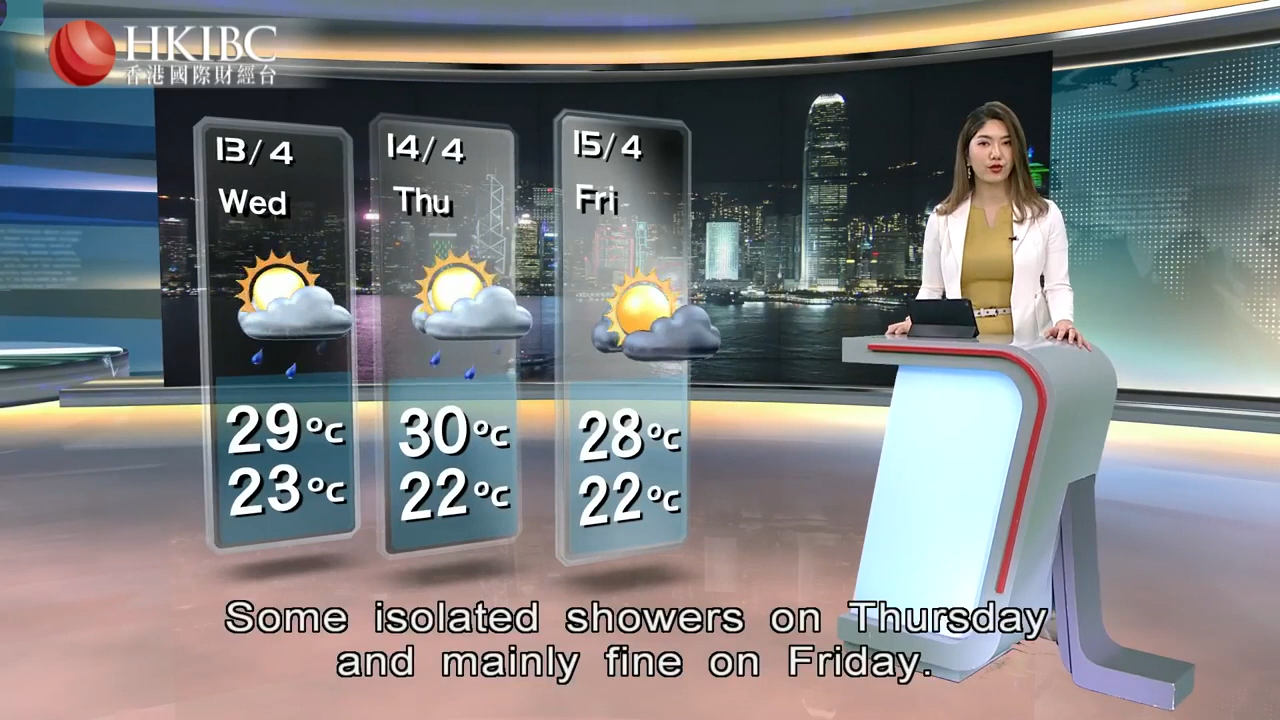 HKIBC
香港國際財經台
13/4
Wed
29°C
23°C
14/4
Thu
30°C
22°C
15/4
Fri
28°C
22°C
Some isolated showers on Thursday
and mainly fine on Friday.